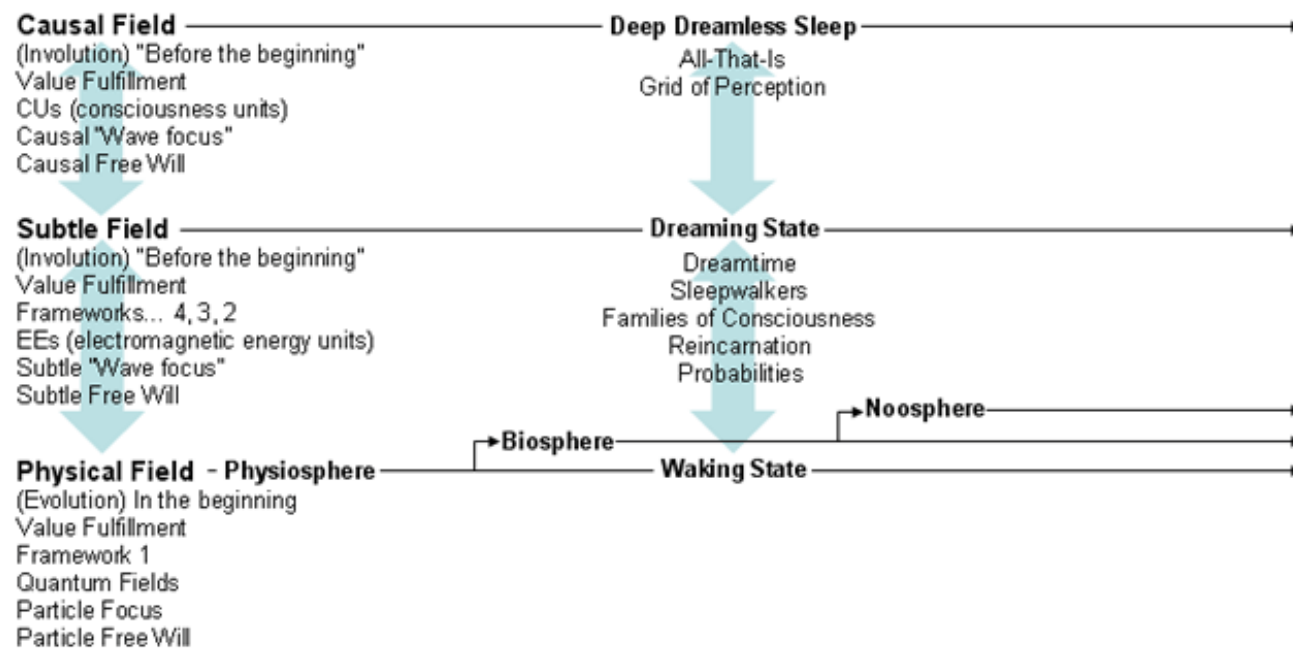 Causal Field Deep Dreamless Sleep
(Involution) "Before the beginning" All-That-Is
Value Fulfillment Grid of Perception
CUs (consciousness units)
Causal "Wave focus"
Causal Free Will
Subtle Field Dreaming State
(Involution) "Before the beginning" Dreamtime
Value Fulfillment Sleepwalkers
Frameworks... 4, 3, 2 Families of Consciousness
EEs (electromagnetic energy units) Reincarnation
Subtle "Wave focus" Probabilities
Subtle Free Will
Noosphere
Biosphere
Physical Field - Physiosphere Waking State
(Evolution) In the beginning
Value Fulfillment
Framework 1
Quantum Fields
Particle Focus
Particle Free Will